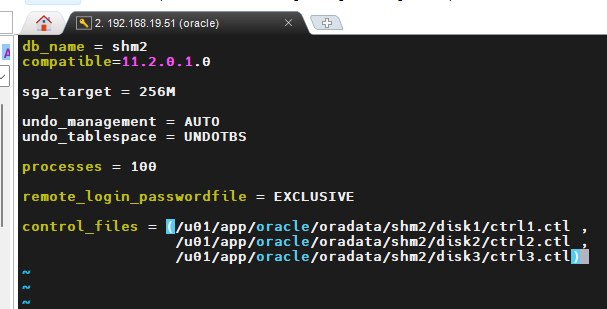 2. 192.168.19.51 (oracle)
db_name = shm2
compatible=11.2.0.1.0
sga_target = 256M
undo_management = AUTO
undo_tablespace = UNDOTBS
processes = 100
remote_login_passwordfile = EXCLUSIVE
control_files = (/u01/app/oracle/oradata/shm2/disk1/ctrl1.ctl ,
/u01/app/oracle/oradata/shm2/disk2/ctrl2.ctl ,
/u01/app/oracle/oradata/shm2/disk3/ctrl3.ctl)
~
~
~